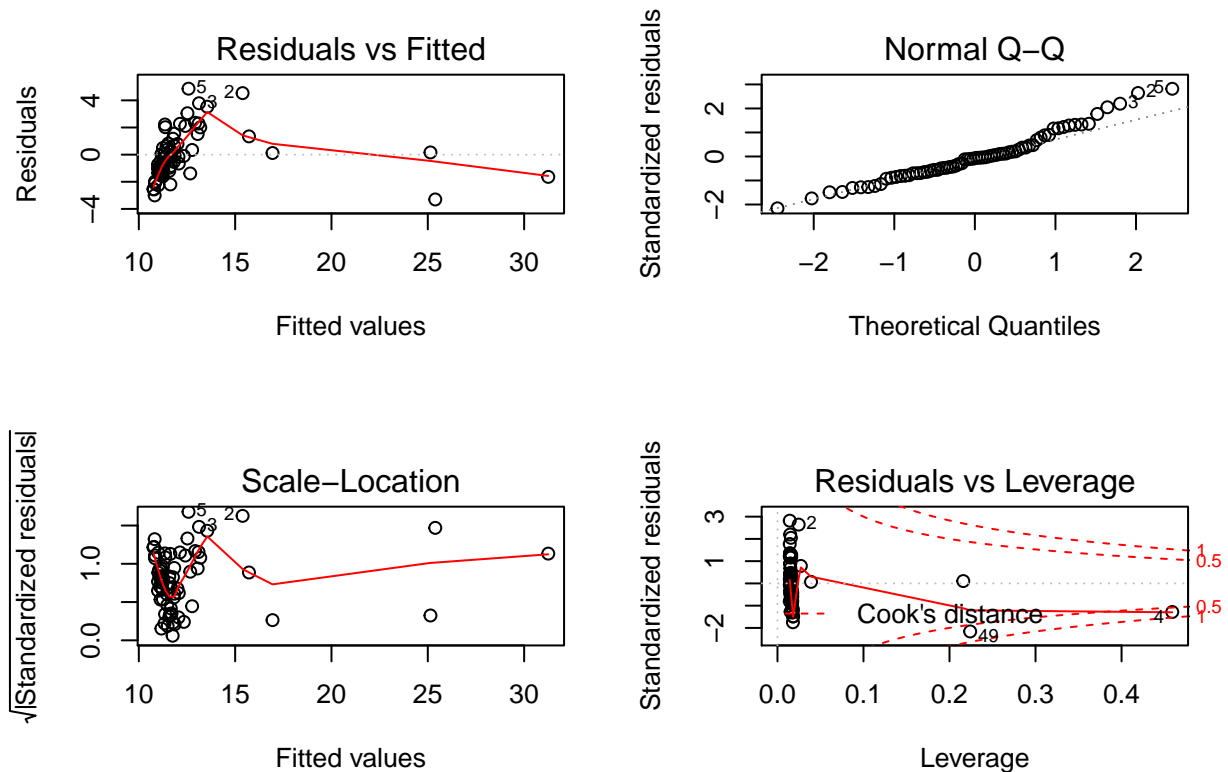 Residuals vs Fitted
Residuals
4
0
−4
5
3
2
10 15 20 25 30
Fitted values
Normal Q−Q
Standardized residuals
2
0
−2
5
2
3
−2 −1 0 1 2
Theoretical Quantiles
Scale−Location
√|Standardized residuals|
1.0
0.0
5
3
2
10 15 20 25 30
Fitted values
Residuals vs Leverage
Standardized residuals
3
1
−2
2
1
0.5
0.5
1
Cook's distance
4
49
0.0 0.1 0.2 0.3 0.4
Leverage